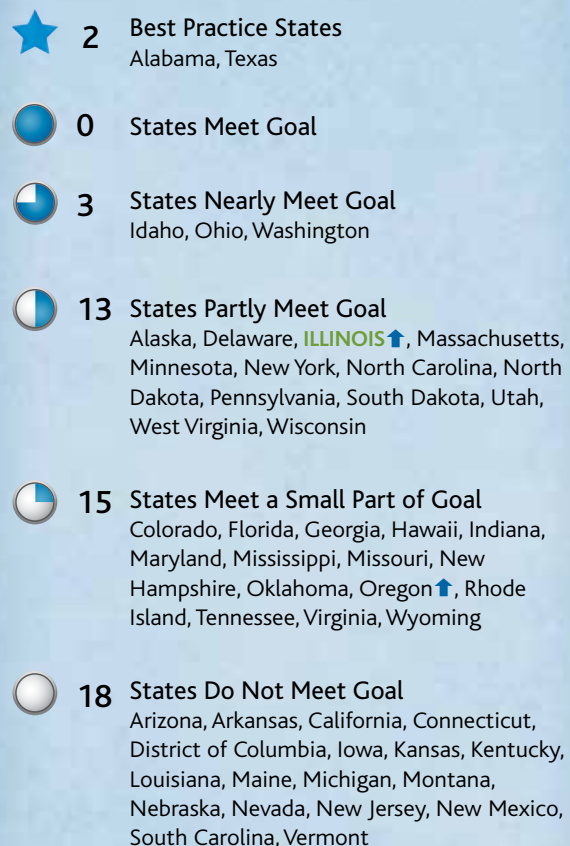 2 Best Practice States
Alabama, Texas
0 States Meet Goal
3 States Nearly Meet Goal
Idaho, Ohio, Washington
13 States Partly Meet Goal
Alaska, Delaware, ILLINOIS⬆, Massachusetts,
Minnesota, New York, North Carolina, North
Dakota, Pennsylvania, South Dakota, Utah,
West Virginia, Wisconsin
15 States Meet a Small Part of Goal
Colorado, Florida, Georgia, Hawaii, Indiana,
Maryland, Mississippi, Missouri, New
Hampshire, Oklahoma, Oregon⬆, Rhode
Island, Tennessee, Virginia, Wyoming
18 States Do Not Meet Goal
Arizona, Arkansas, California, Connecticut,
District of Columbia, Iowa, Kansas, Kentucky,
Louisiana, Maine, Michigan, Montana,
Nebraska, Nevada, New Jersey, New Mexico,
South Carolina, Vermont